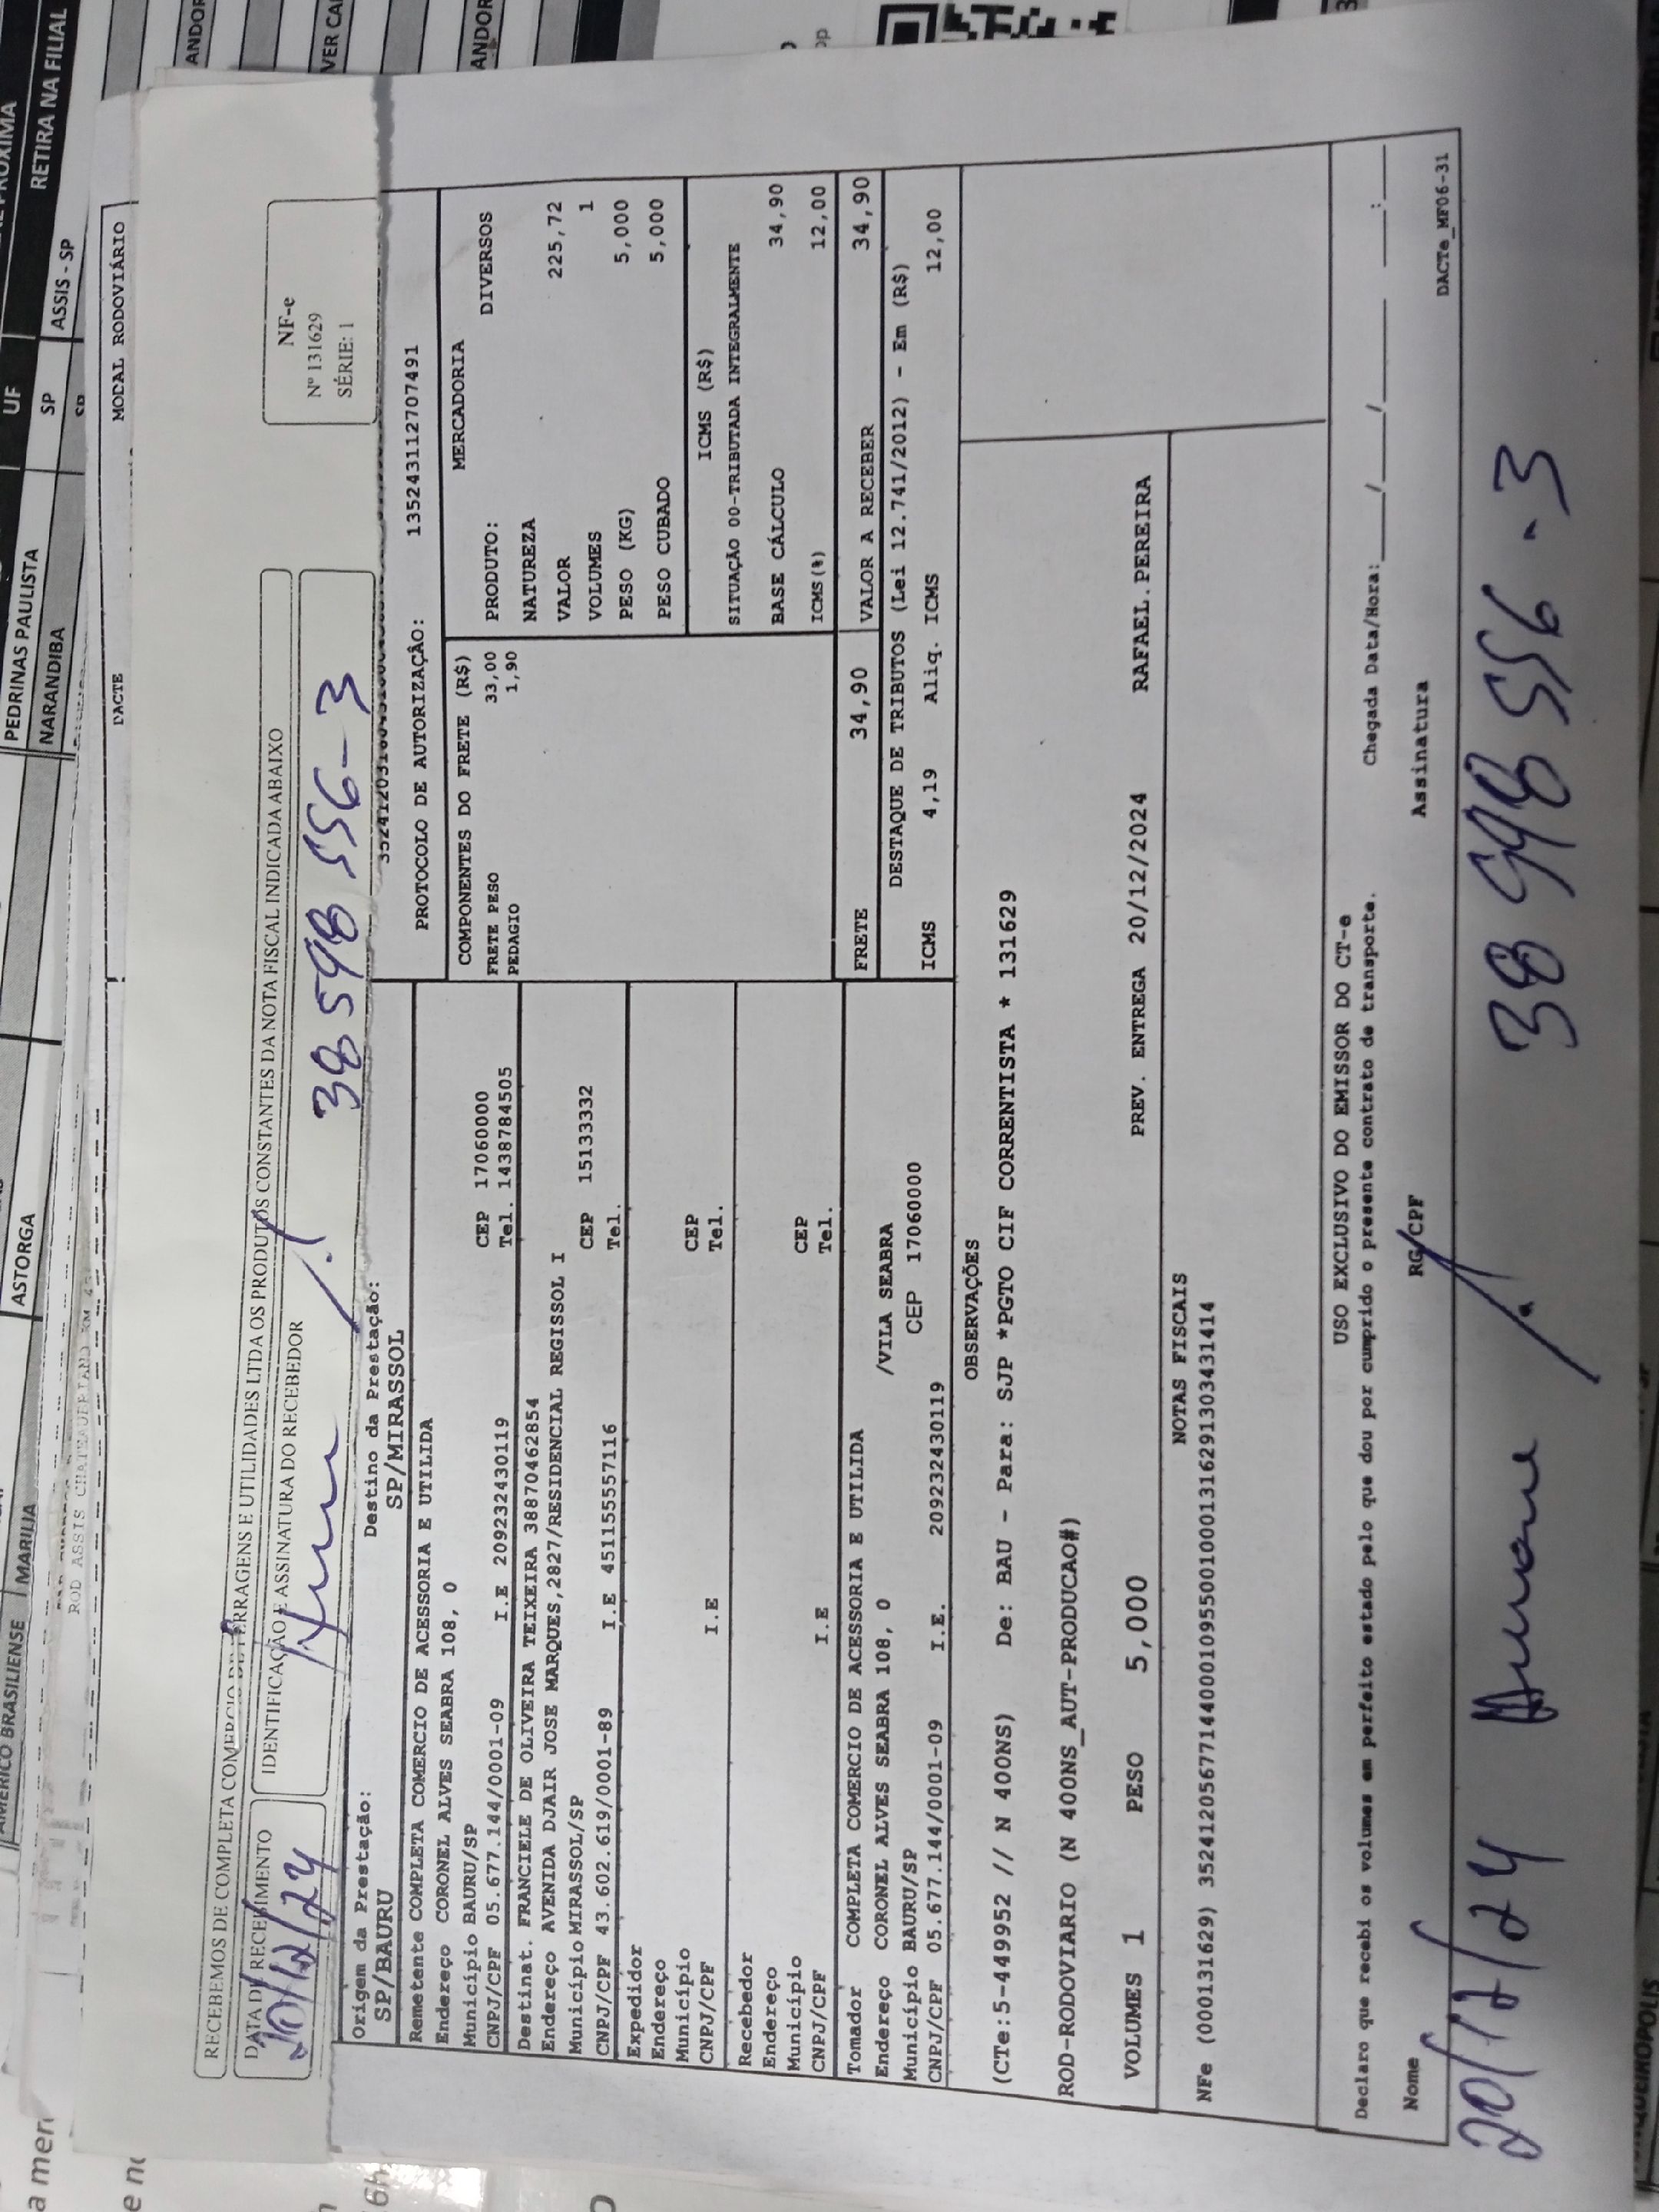 PEDRINAS PAULISTA
NARANDIBA
UF
SP
RETIRA NA FILIAL
ASSIS - SP
ASTORGA
MARILIA
DACTE
MODAL RODOVIÁRIO
RECEBEMOS DE COMPLETA COMERCIO DE FERRAGENS E UTILIDADES LTDA OS PRODUTOS CONSTANTES DA NOTA FISCAL INDICADA ABAIXO
DATA DE RECEBIMENTO
IDENTIFICAÇÃO E ASSINATURA DO RECEBEDOR
20/12/24
38 598 556-3
NF-e
Nº 131629
SÉRIE: 1
Origem da Prestação:
SP/BAURU
Destino da Prestação:
SP/MIRASSOL
PROTOCOLO DE AUTORIZAÇÃO: 135243112707491
Remetente COMPLETA COMERCIO DE ACESSORIA E UTILIDA
Endereço CORONEL ALVES SEABRA 108, 0
Município BAURU/SP CEP 17060000
CNPJ/CPF 05.677.144/0001-09 I.E 209232430119 Tel. 1438784505
Destinat. FRANCIELE DE OLIVEIRA TEIXEIRA 38870462854
Endereço AVENIDA DJAIR JOSE MARQUES,2827/RESIDENCIAL REGISSOL I
Município MIRASSOL/SP CEP 15133332
CNPJ/CPF 43.602.619/0001-89 I.E 451155557116 Tel.
Expedidor
Endereço
Município CEP
CNPJ/CPF I.E Tel.
Recebedor
Endereço
Município CEP
CNPJ/CPF I.E Tel.
Tomador COMPLETA COMERCIO DE ACESSORIA E UTILIDA
Endereço CORONEL ALVES SEABRA 108, 0 /VILA SEABRA
Município BAURU/SP CEP 17060000
CNPJ/CPF 05.677.144/0001-09 I.E. 209232430119
COMPONENTES DO FRETE (R$)
FRETE PESO 33,00
PEDAGIO 1,90
MERCADORIA
PRODUTO: DIVERSOS
NATUREZA
VALOR 225,72
VOLUMES 1
PESO (KG) 5,000
PESO CUBADO 5,000
ICMS (R$)
SITUAÇÃO 00-TRIBUTADA INTEGRALMENTE
BASE CÁLCULO 34,90
ICMS(%) 12,00
FRETE 34,90 VALOR A RECEBER 34,90
DESTAQUE DE TRIBUTOS (Lei 12.741/2012) - Em (R$)
ICMS 4,19 Aliq. ICMS 12,00
OBSERVAÇÕES
(CTe:5-449952 // N 400NS) De: BAU - Para: SJP *PGTO CIF CORRENTISTA * 131629
ROD-RODOVIARIO (N 400NS_AUT-PRODUCAO#)
VOLUMES 1 PESO 5,000 PREV. ENTREGA 20/12/2024 RAFAEL.PEREIRA
NOTAS FISCAIS
NFe (000131629) 35241205677144000109550010001316291303431414
USO EXCLUSIVO DO EMISSOR DO CT-e
Declaro que recebi os volumes em perfeito estado pelo que dou por cumprido o presente contrato de transporte. Chegada Data/Hora: ____/____/____ ____:____
Nome RG/CPF Assinatura
DACTe_MF06-31
20/12/24
38 598 556-3